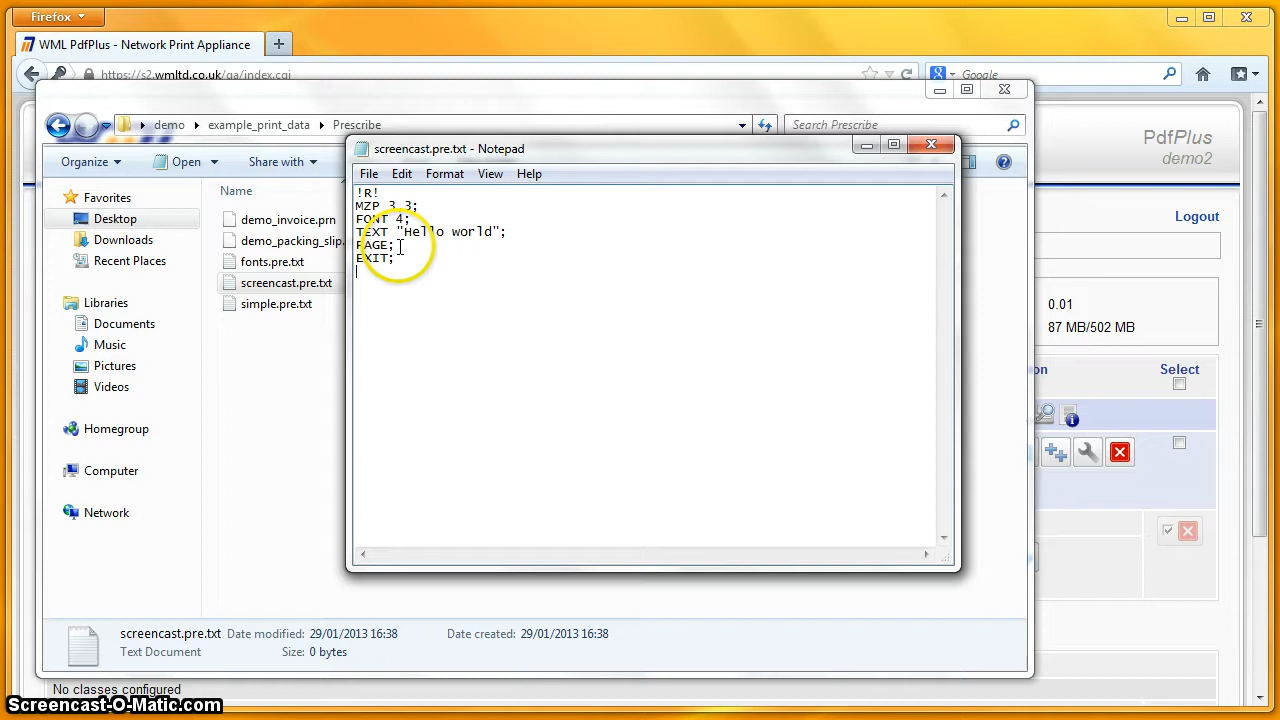 Firefox
WML PdfPlus - Network Print Appliance
https://s2.wmltd.co.uk/qa/index.cgi
Google
demo
example_print_data
Prescribe
Search Prescribe
PdfPlus
demo2
screencast.pre.txt - Notepad
Organize
Open
Share with
File Edit Format View Help
Logout
Name
Favorites
Desktop
Downloads
Recent Places
Libraries
Documents
Music
Pictures
Videos
Homegroup
Computer
Network
demo_invoice.prn
demo_packing_slip.
fonts.pre.txt
screencast.pre.txt
simple.pre.txt
!R!
MZP 3,3;
FONT 4;
TEXT "Hello world";
PAGE;
EXIT;
0.01
87 MB/502 MB
on
Select
screencast.pre.txt Date modified: 29/01/2013 16:38 Date created: 29/01/2013 16:38
Text Document Size: 0 bytes
No classes configured
Screencast-O-Matic.com